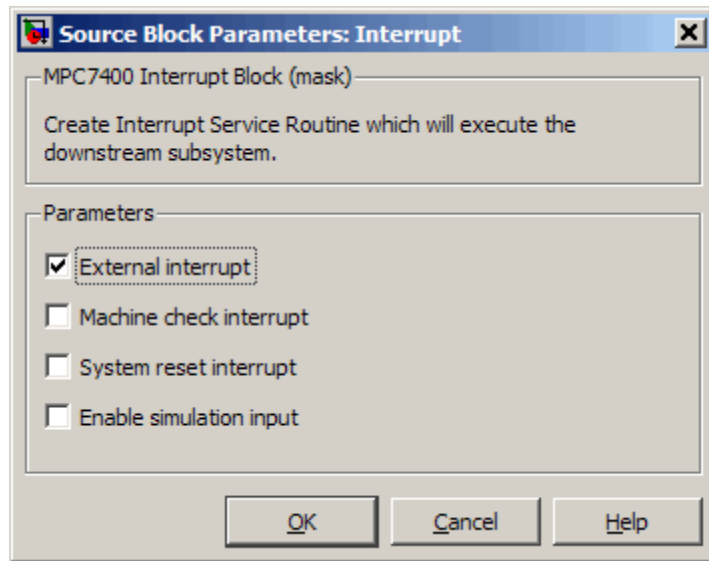 Source Block Parameters: Interrupt
MPC7400 Interrupt Block (mask)
Create Interrupt Service Routine which will execute the
downstream subsystem.
Parameters
External interrupt
Machine check interrupt
System reset interrupt
Enable simulation input
OK Cancel Help